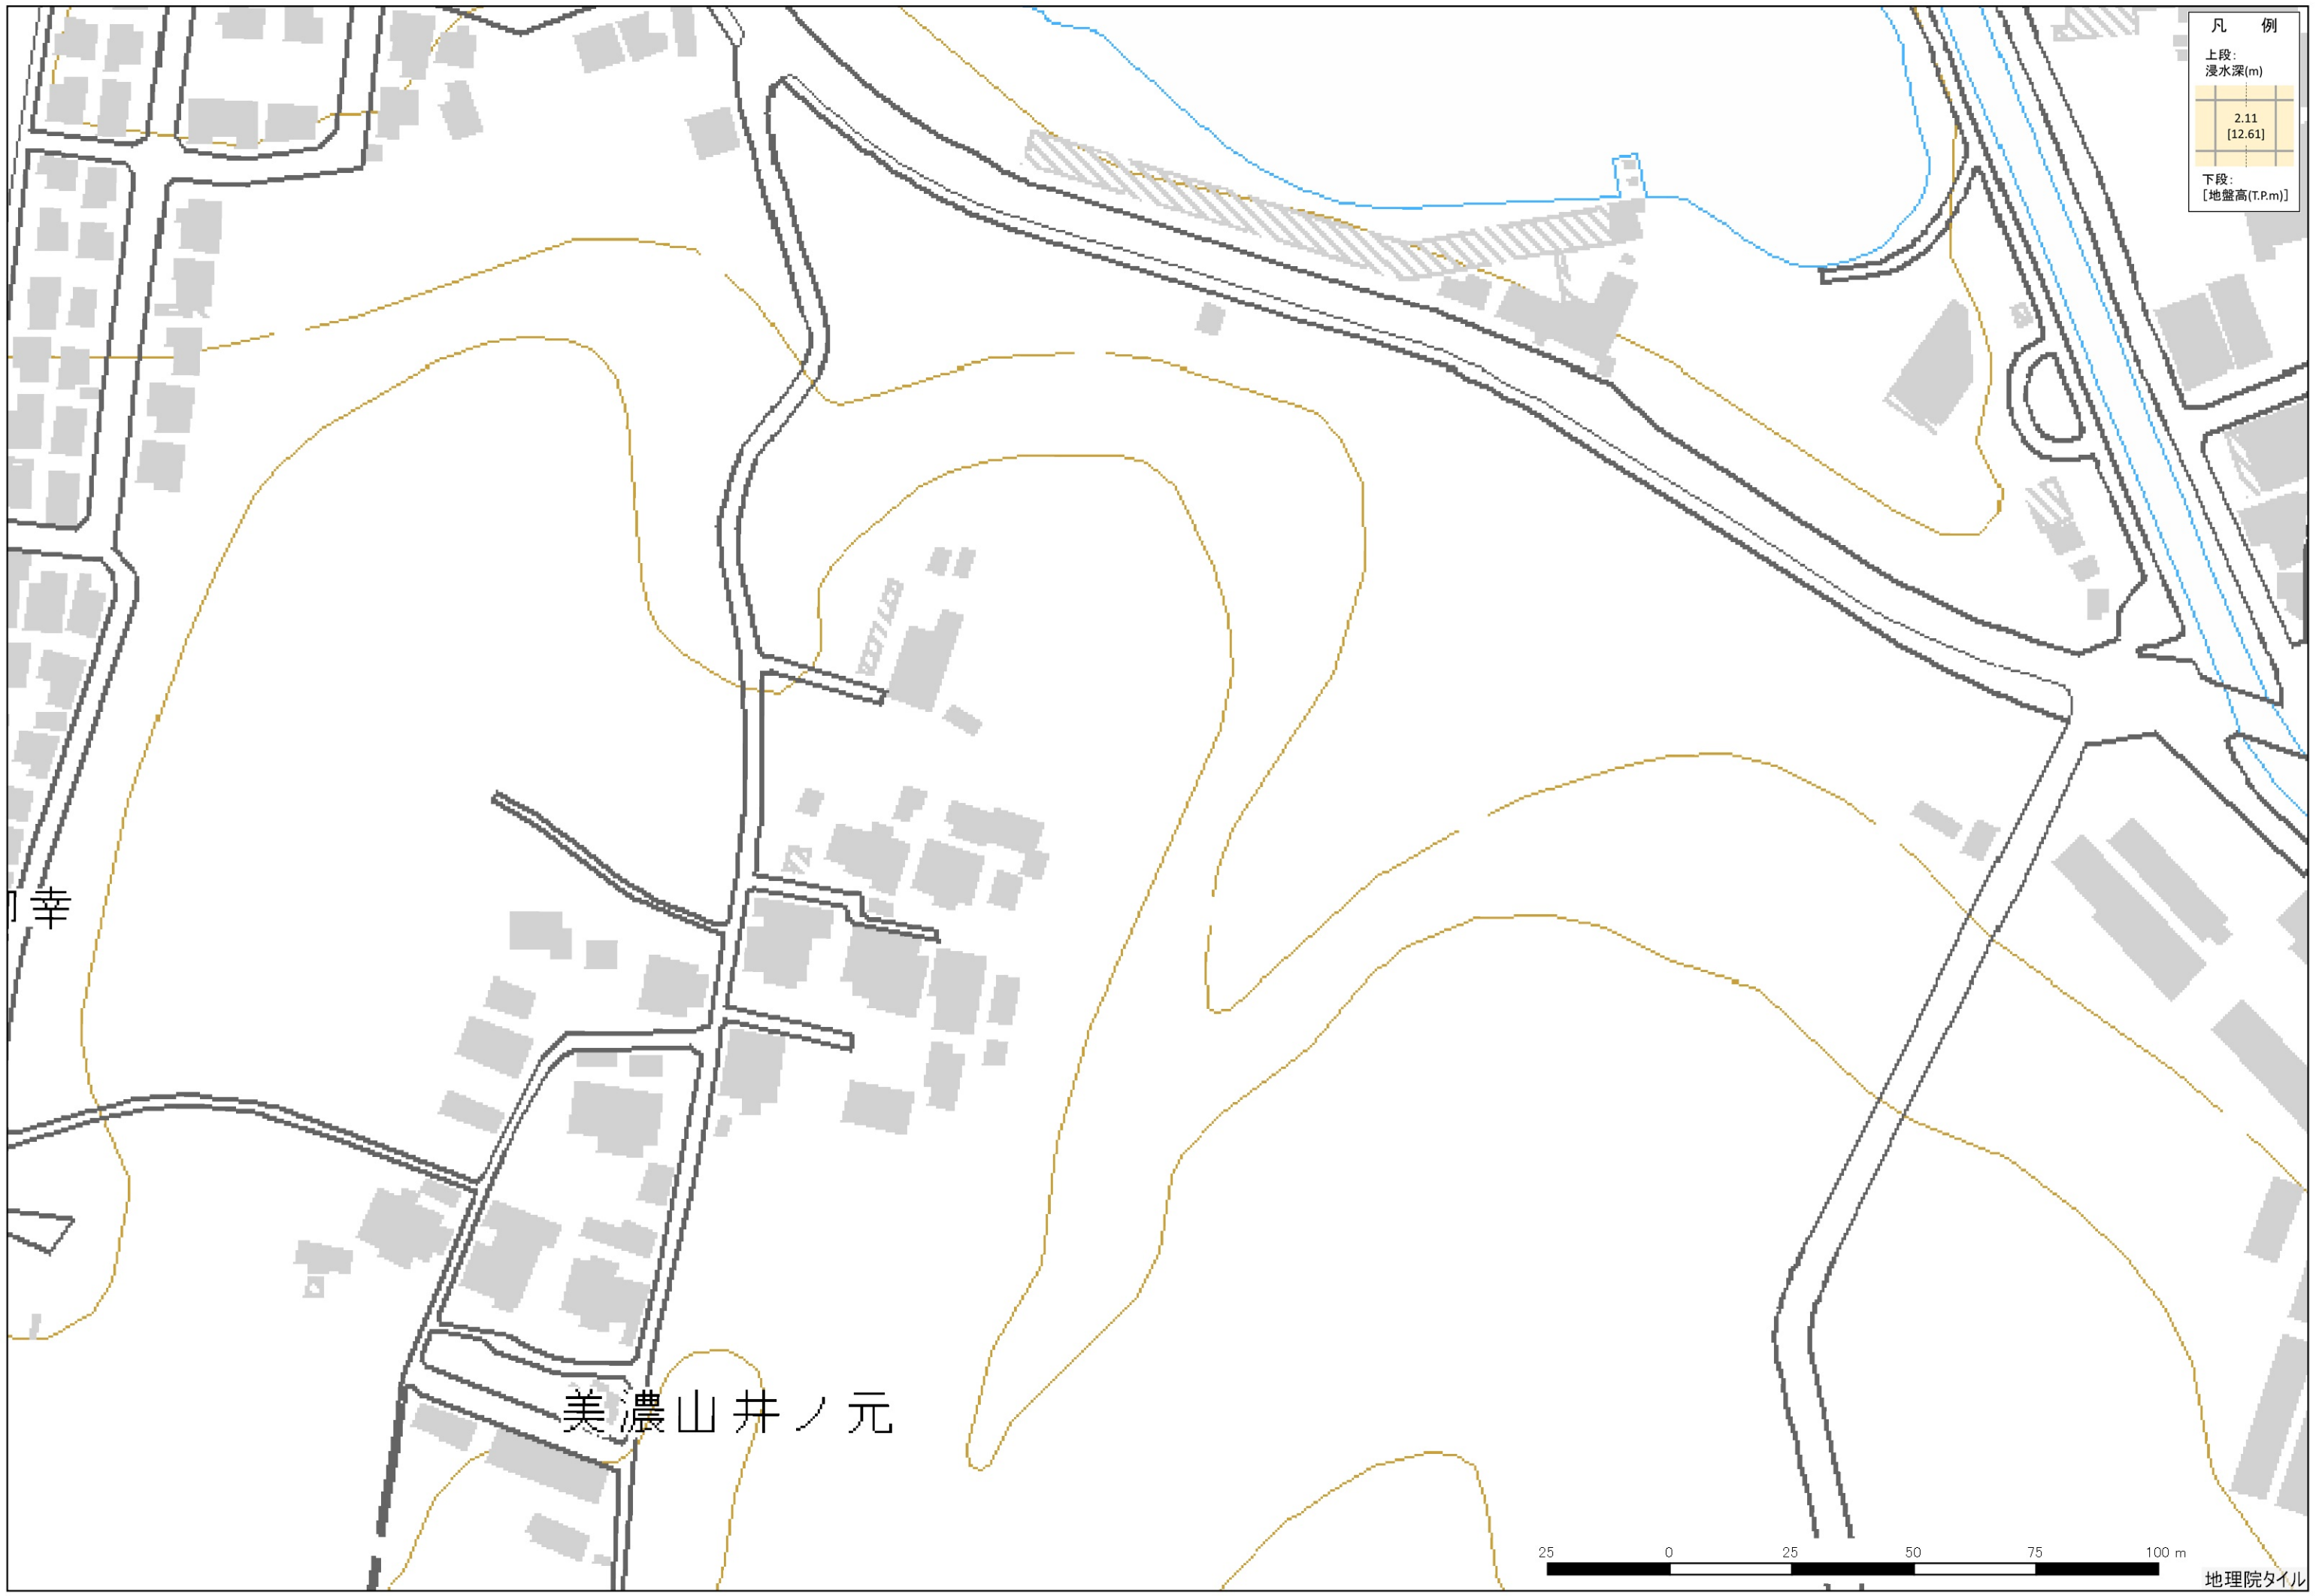 凡 例
上段:
浸水深(m)
2.11
[12.61]
下段:
[地盤高(T.P.m)]
幸
美濃山井ノ元
25 0 25 50 75 100 m
地理院タイル